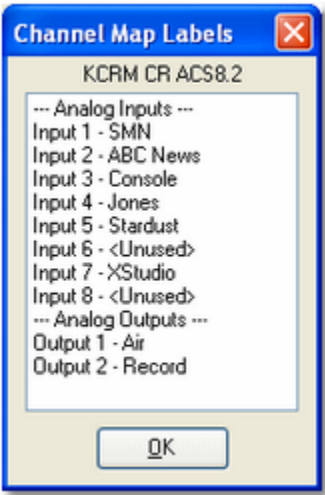 Channel Map Labels
KCRM CR ACS8.2
--- Analog Inputs ---
Input 1 - SMN
Input 2 - ABC News
Input 3 - Console
Input 4 - Jones
Input 5 - Stardust
Input 6 - <Unused>
Input 7 - XStudio
Input 8 - <Unused>
--- Analog Outputs ---
Output 1 - Air
Output 2 - Record
OK